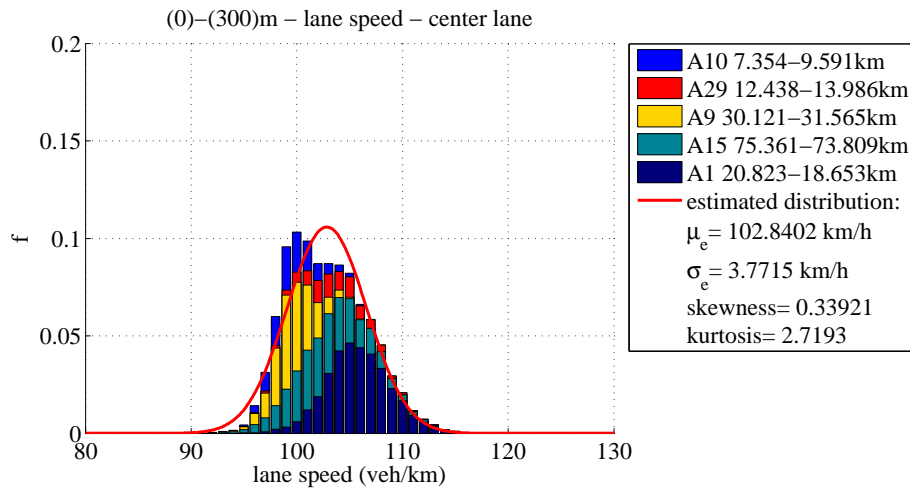 (0)−(300)m − lane speed − center lane
0.2
0.15
0.1
0.05
0
f
80
90
100
110
120
130
lane speed (veh/km)
A10 7.354−9.591km
A29 12.438−13.986km
A9 30.121−31.565km
A15 75.361−73.809km
A1 20.823−18.653km
estimated distribution:
μe= 102.8402 km/h
σe= 3.7715 km/h
skewness= 0.33921
kurtosis= 2.7193